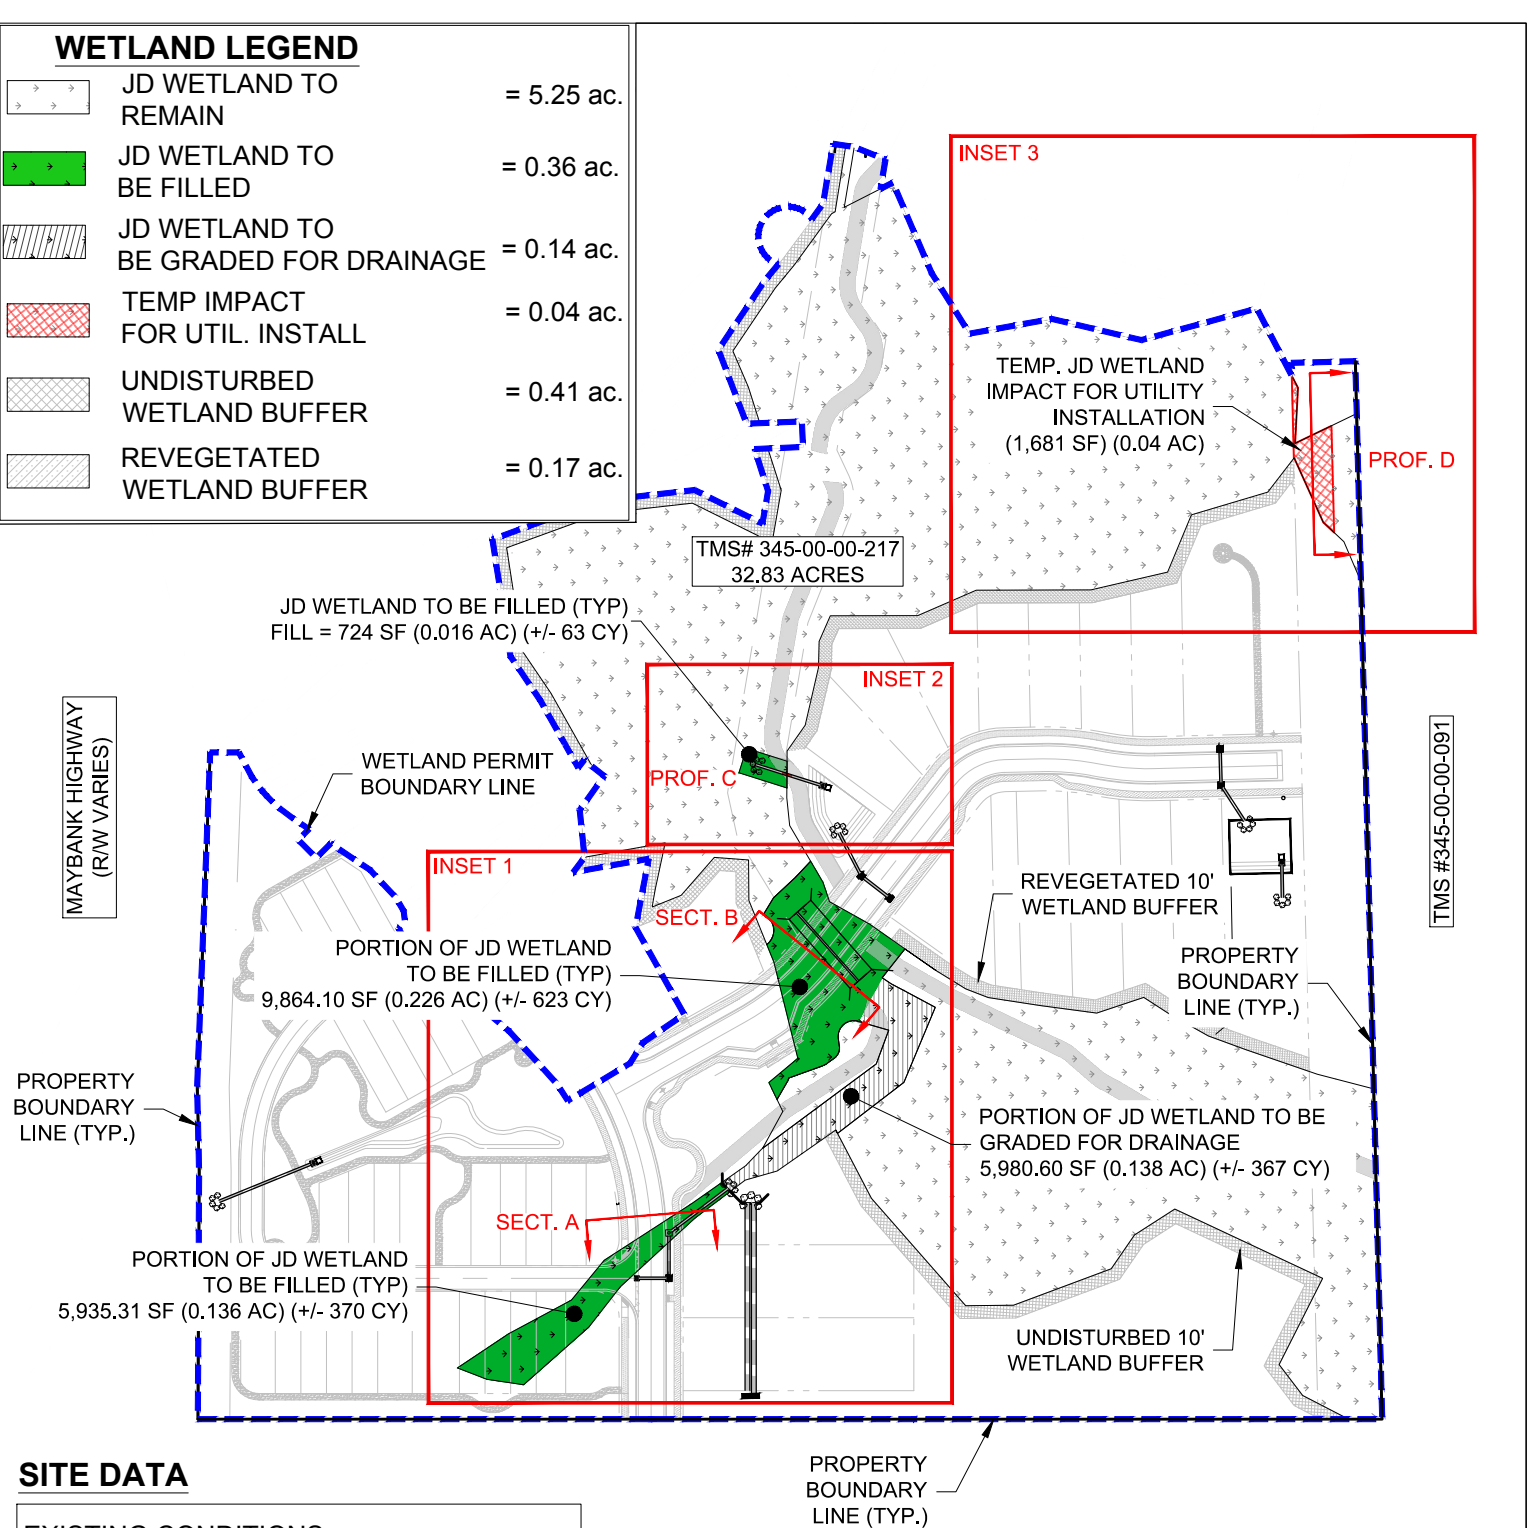 WETLAND LEGEND
JD WETLAND TO
REMAIN
= 5.25 ac.
JD WETLAND TO
BE FILLED
= 0.36 ac.
JD WETLAND TO
BE GRADED FOR DRAINAGE
= 0.14 ac.
TEMP IMPACT
FOR UTIL. INSTALL
= 0.04 ac.
UNDISTURBED
WETLAND BUFFER
= 0.41 ac.
REVEGETATED
WETLAND BUFFER
= 0.17 ac.
INSET 3
TEMP. JD WETLAND
IMPACT FOR UTILITY
INSTALLATION
(1,681 SF) (0.04 AC)
PROF. D
TMS# 345-00-00-217
32.83 ACRES
JD WETLAND TO BE FILLED (TYP)
FILL = 724 SF (0.016 AC) (+/- 63 CY)
INSET 2
PROF. C
MAYBANK HIGHWAY
(R/W VARIES)
WETLAND PERMIT
BOUNDARY LINE
TMS #345-00-00-091
INSET 1
SECT. B
REVEGETATED 10'
WETLAND BUFFER
PORTION OF JD WETLAND
TO BE FILLED (TYP)
9,864.10 SF (0.226 AC) (+/- 623 CY)
PROPERTY
BOUNDARY
LINE (TYP.)
PROPERTY
BOUNDARY
LINE (TYP.)
PORTION OF JD WETLAND TO BE
GRADED FOR DRAINAGE
5,980.60 SF (0.138 AC) (+/- 367 CY)
SECT. A
PORTION OF JD WETLAND
TO BE FILLED (TYP)
5,935.31 SF (0.136 AC) (+/- 370 CY)
UNDISTURBED 10'
WETLAND BUFFER
PROPERTY
BOUNDARY
LINE (TYP.)
SITE DATA
EXISTING CONDITIONS